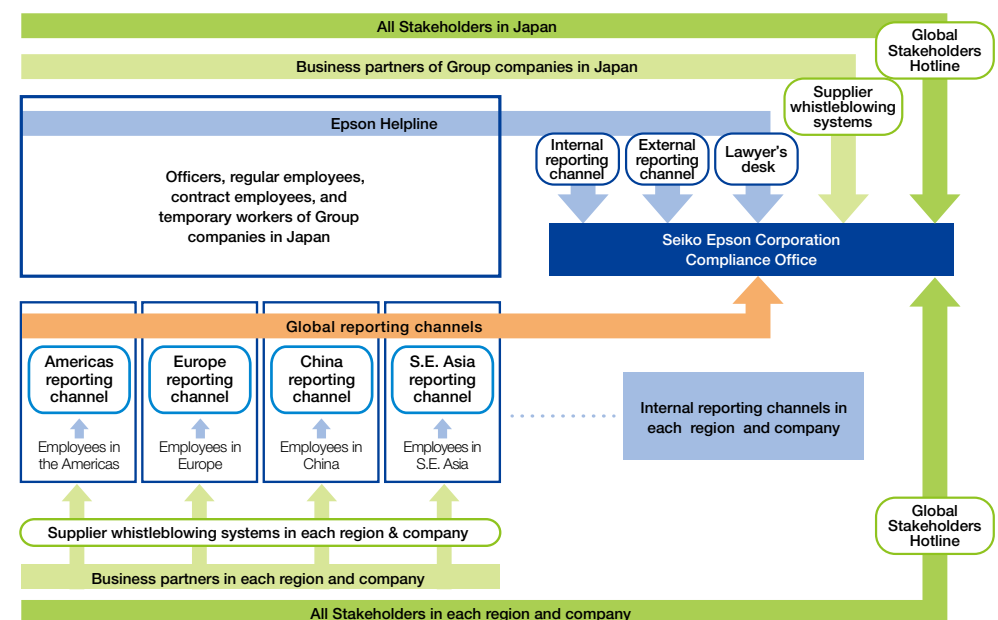 All Stakeholders in Japan
Global
Stakeholders
Hotline
Business partners of Group companies in Japan
Supplier
whistleblowing
systems
Epson Helpline
Internal
reporting
channel
External
reporting
channel
Lawyer's
desk
Officers, regular employees,
contract employees, and
temporary workers of Group
companies in Japan
Seiko Epson Corporation
Compliance Office
Global reporting channels
Americas
reporting
channel
Europe
reporting
channel
China
reporting
channel
S.E. Asia
reporting
channel
Employees in
the Americas
Employees in
Europe
Employees in
China
Employees in
S.E. Asia
Internal reporting channels in
each region and company
Global
Stakeholders
Hotline
Supplier whistleblowing systems in each region & company
Business partners in each region and company
All Stakeholders in each region and company